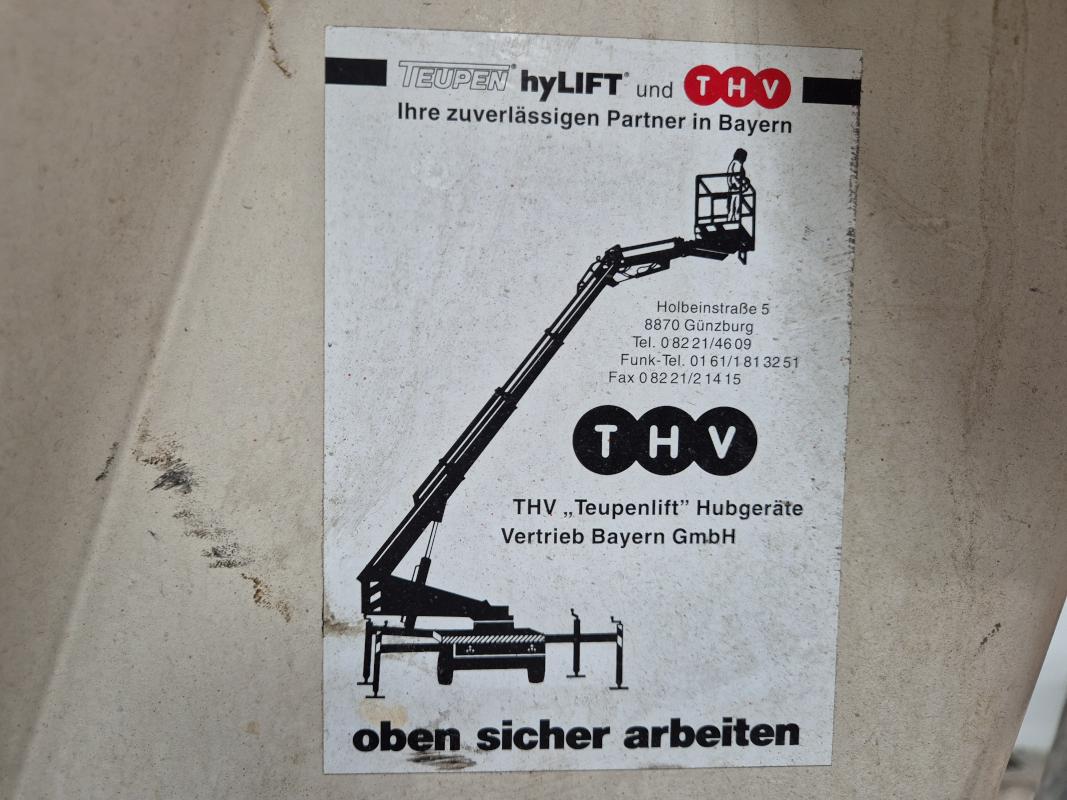 TEUPEN® hyLIFT® und THV
Ihre zuverlässigen Partner in Bayern
Holbeinstraße 5
8870 Günzburg
Tel. 08221/4609
Funk-Tel. 0161/1813251
Fax 08221/21415
THV
THV „Teupenlift” Hubgeräte
Vertrieb Bayern GmbH
oben sicher arbeiten